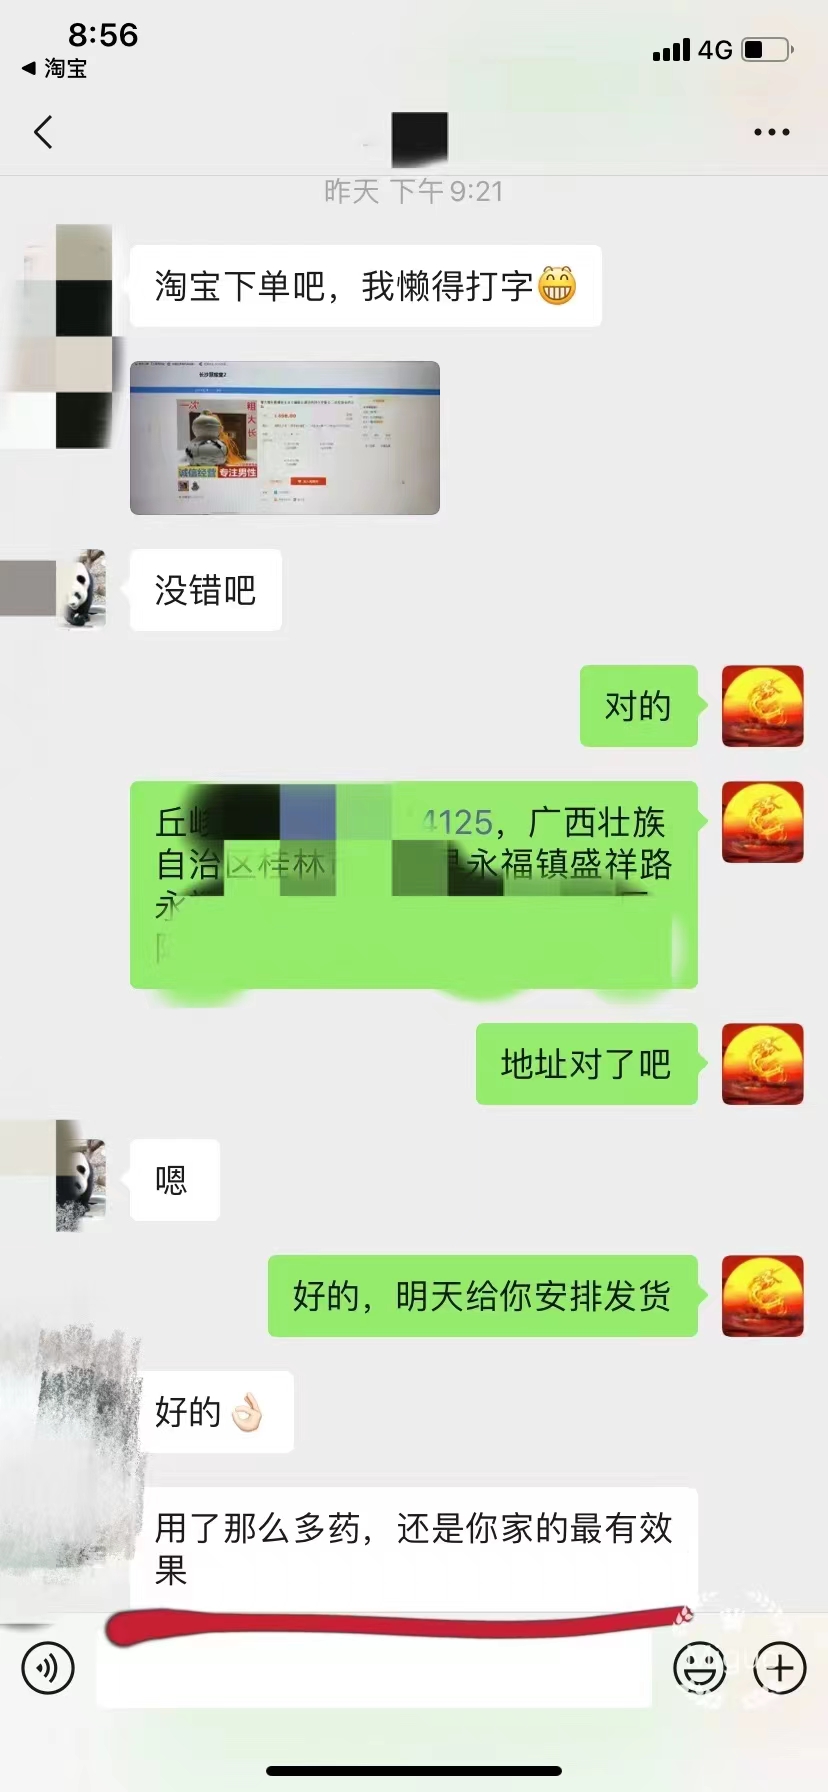 8:56
淘宝
4G
昨天 下午 9:21
淘宝下单吧，我懒得打字😁
一次
粗大长
诚信经营 专注男性
没错吧
对的
丘 4125，广西壮族
自治区桂林 永福镇盛祥路
永
地址对了吧
嗯
好的，明天给你安排发货
好的👌🏻
用了那么多药，还是你家的最有效
果